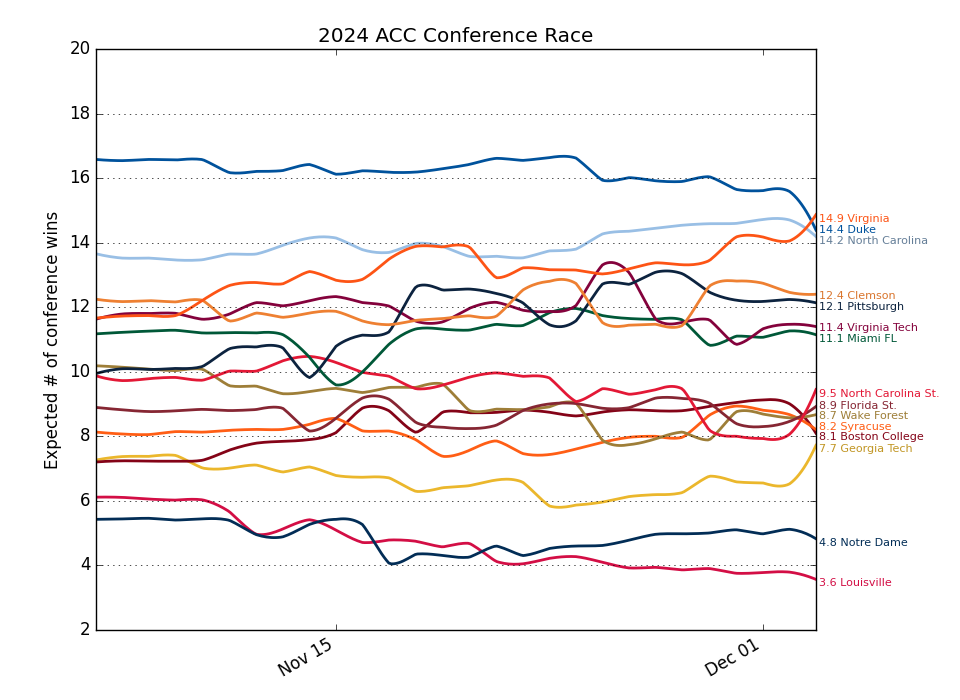 2024 ACC Conference Race
Expected # of conference wins
20
18
16
14
12
10
8
6
4
2
Nov 15
Dec 01
14.9 Virginia
14.4 Duke
14.2 North Carolina
12.4 Clemson
12.1 Pittsburgh
11.4 Virginia Tech
11.1 Miami FL
9.5 North Carolina St.
8.9 Florida St.
8.7 Wake Forest
8.2 Syracuse
8.1 Boston College
7.7 Georgia Tech
4.8 Notre Dame
3.6 Louisville